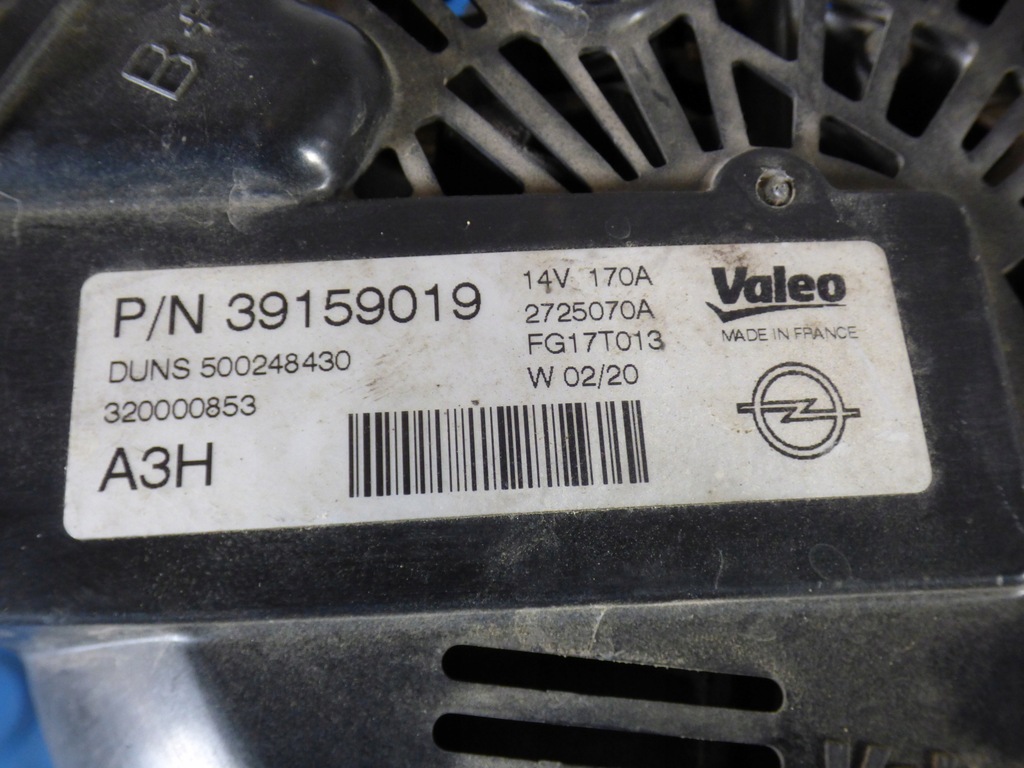 B+
P/N 39159019
DUNS 500248430
320000853
A3H
14V 170A
2725070A
FG17T013
W 02/20
Valeo
MADE IN FRANCE